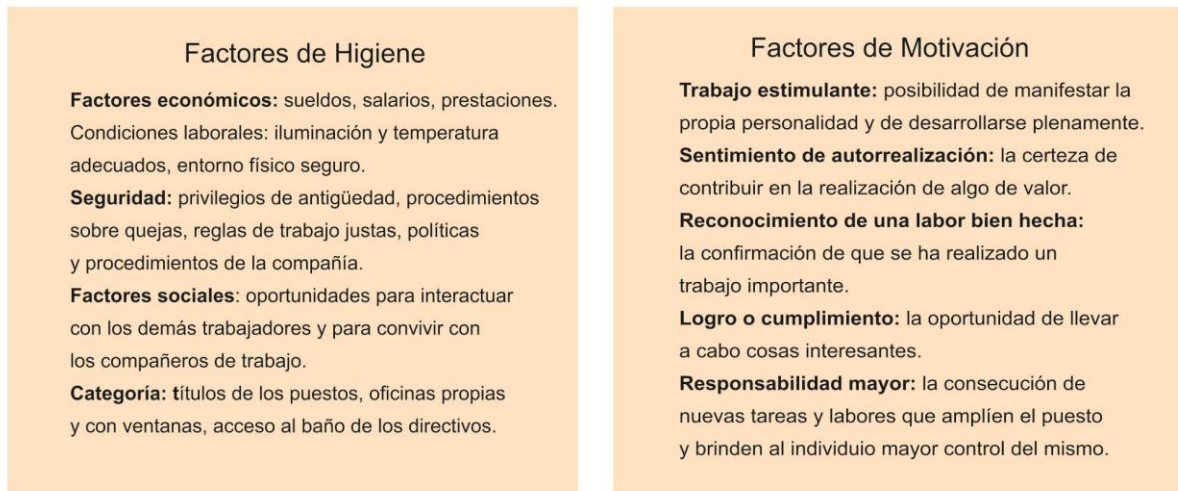 Factores de Higiene
Factores económicos: sueldos, salarios, prestaciones.
Condiciones laborales: iluminación y temperatura
adecuados, entorno físico seguro.
Seguridad: privilegios de antigüedad, procedimientos
sobre quejas, reglas de trabajo justas, políticas
y procedimientos de la compañía.
Factores sociales: oportunidades para interactuar
con los demás trabajadores y para convivir con
los compañeros de trabajo.
Categoría: títulos de los puestos, oficinas propias
y con ventanas, acceso al baño de los directivos.
Factores de Motivación
Trabajo estimulante: posibilidad de manifestar la
propia personalidad y de desarrollarse plenamente.
Sentimiento de autorrealización: la certeza de
contribuir en la realización de algo de valor.
Reconocimiento de una labor bien hecha:
la confirmación de que se ha realizado un
trabajo importante.
Logro o cumplimiento: la oportunidad de llevar
a cabo cosas interesantes.
Responsabilidad mayor: la consecución de
nuevas tareas y labores que amplíen el puesto
y brinden al individuio mayor control del mismo.